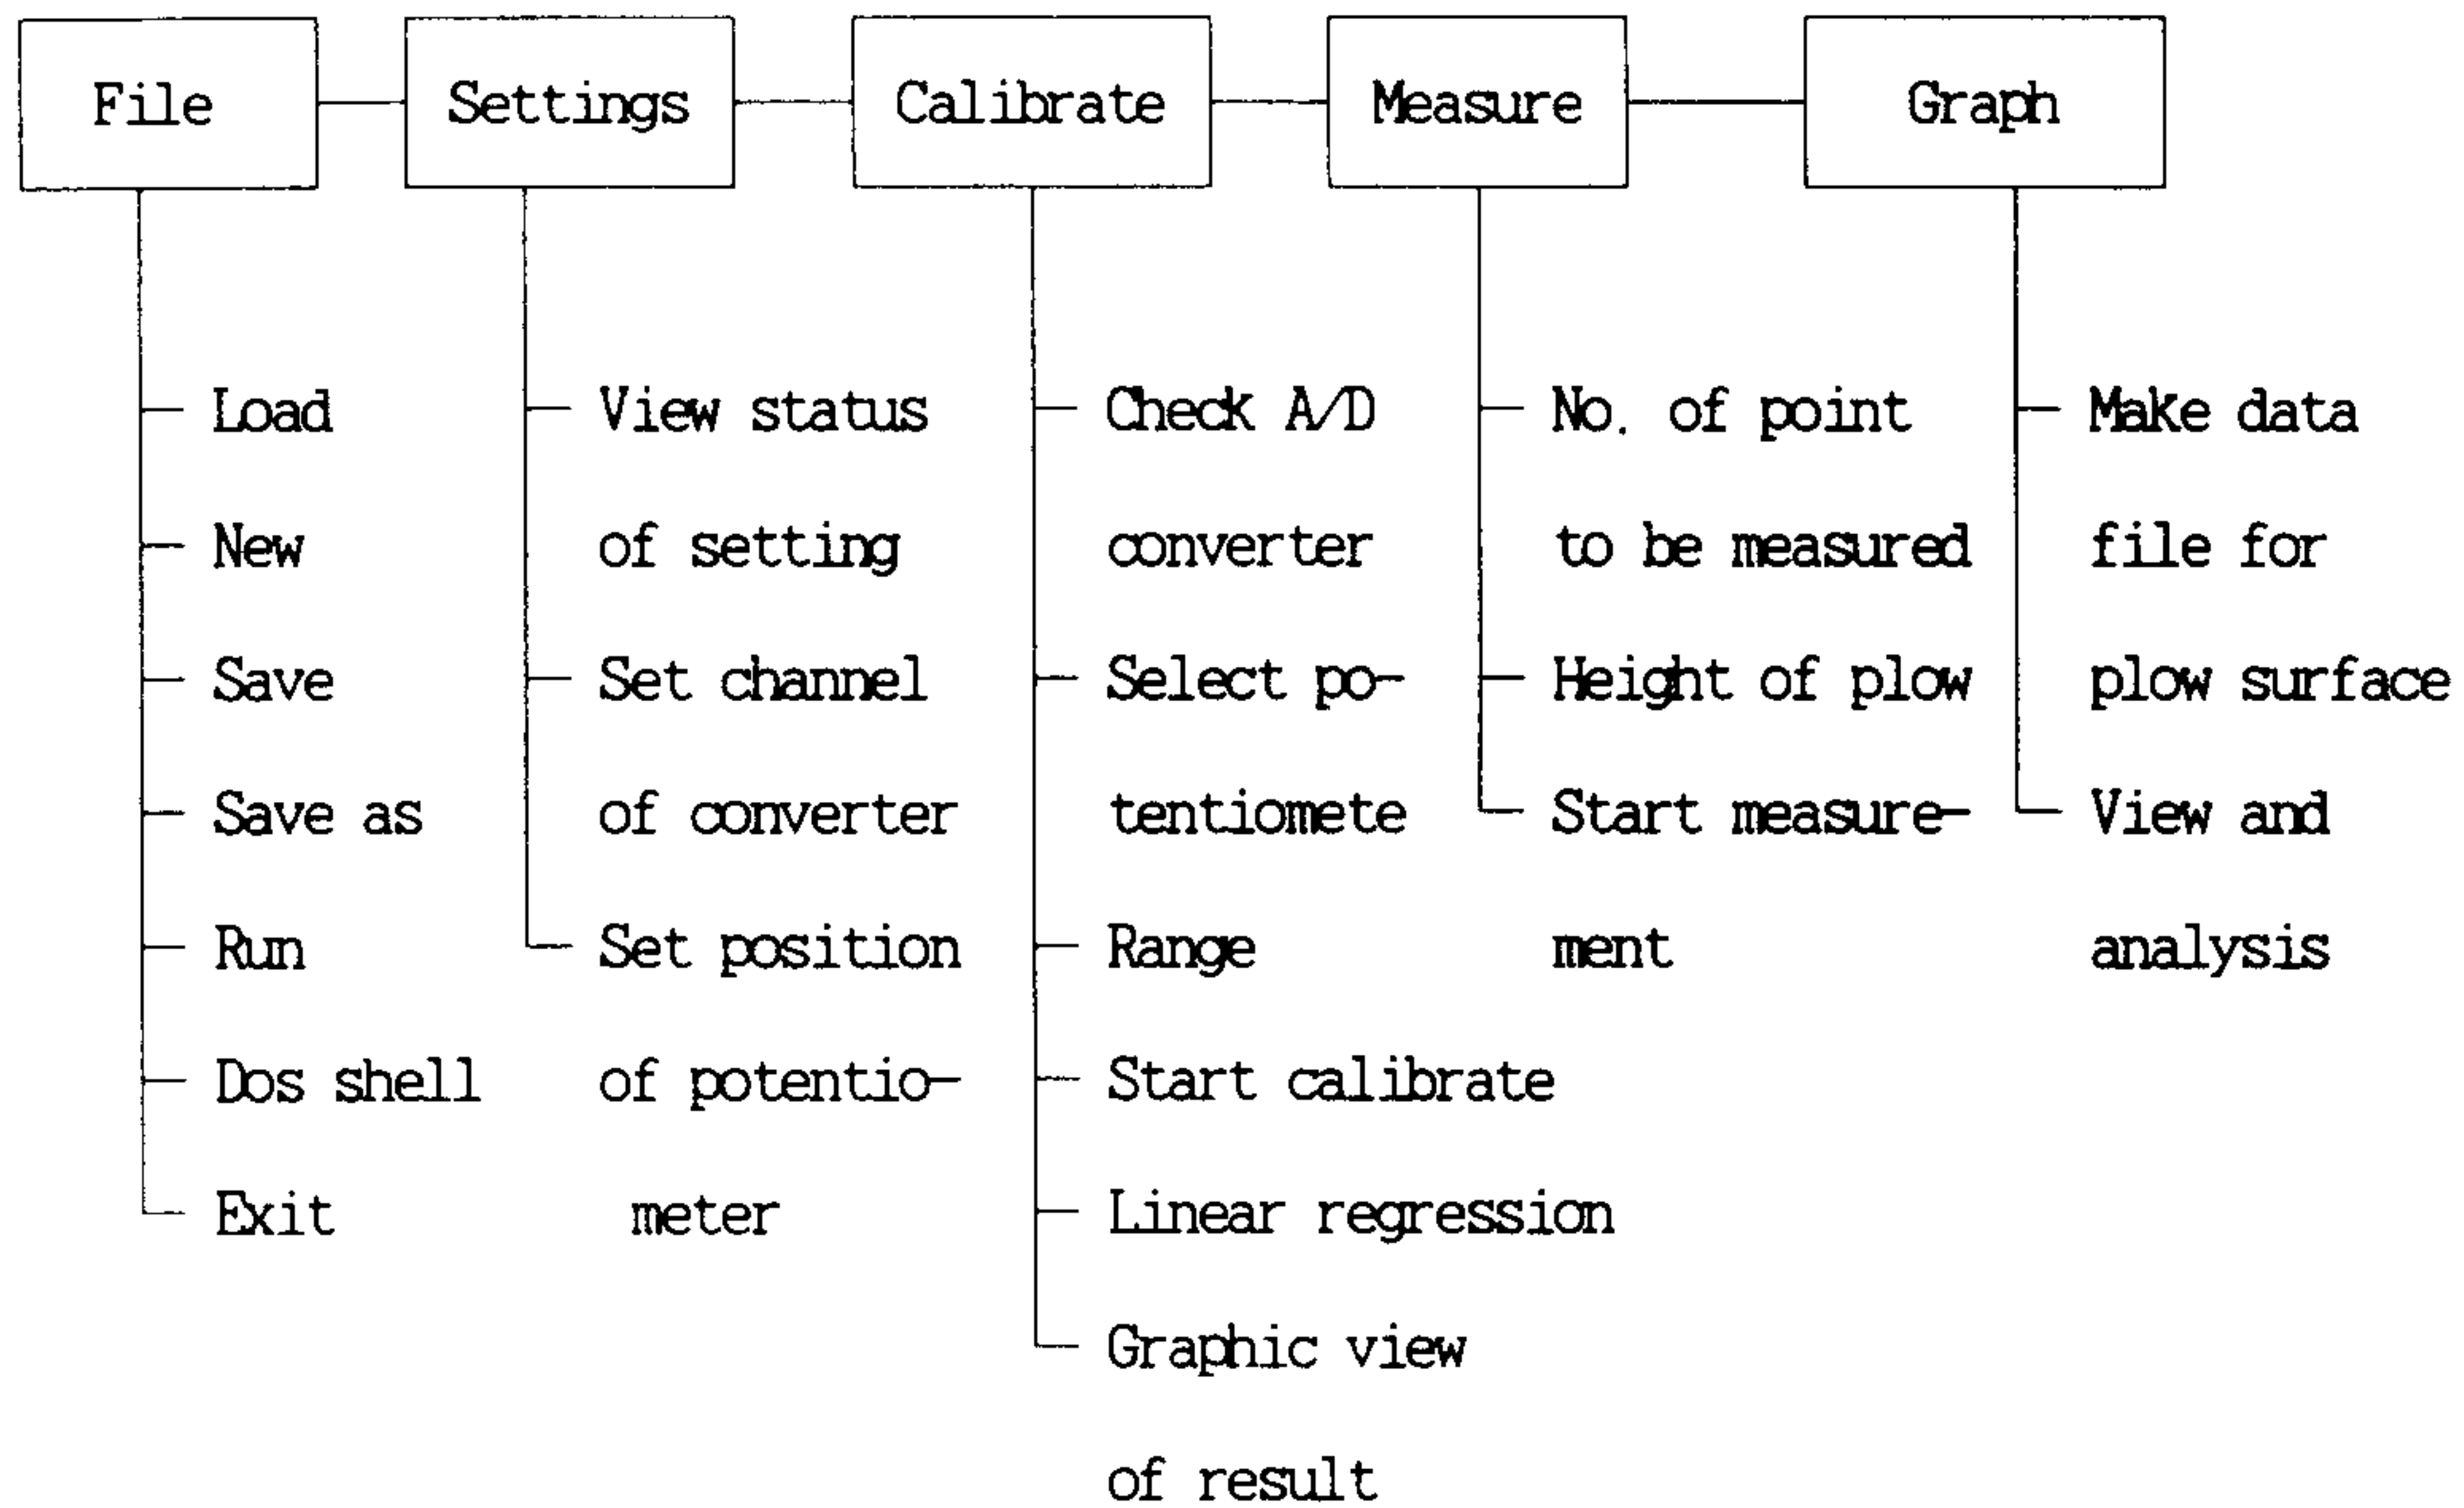 File
Settings
Calibrate
Measure
Graph
Load
New
Save
Save as
Run
Dos shell
Exit
View status
of setting
Set channel
of converter
Set position
of potentio-
meter
Check A/D
converter
Select po-
tentiomete
Range
Start calibrate
Linear regression
Graphic view
of result
No. of point
to be measured
Height of plow
Start measure-
ment
Make data
file for
plow surface
View and
analysis